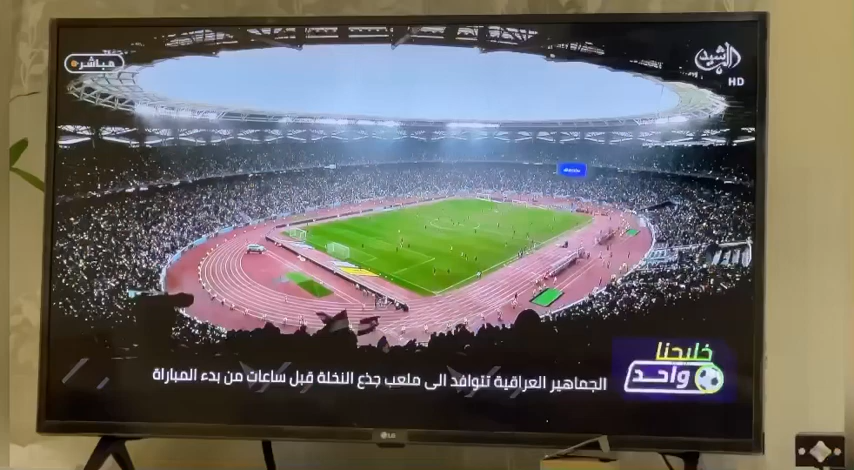 مباشر
الرشيد
HD
خليجنا
واحد
الجماهير العراقية تتوافد الى ملعب جذع النخلة قبل ساعات من بدء المباراة
LG